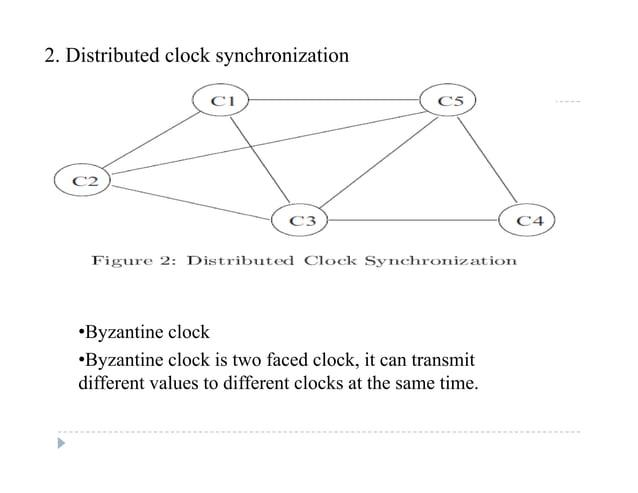 2. Distributed clock synchronization
C1
C5
C2
C3
C4
Figure 2: Distributed Clock Synchronization
•Byzantine clock
•Byzantine clock is two faced clock, it can transmit
different values to different clocks at the same time.